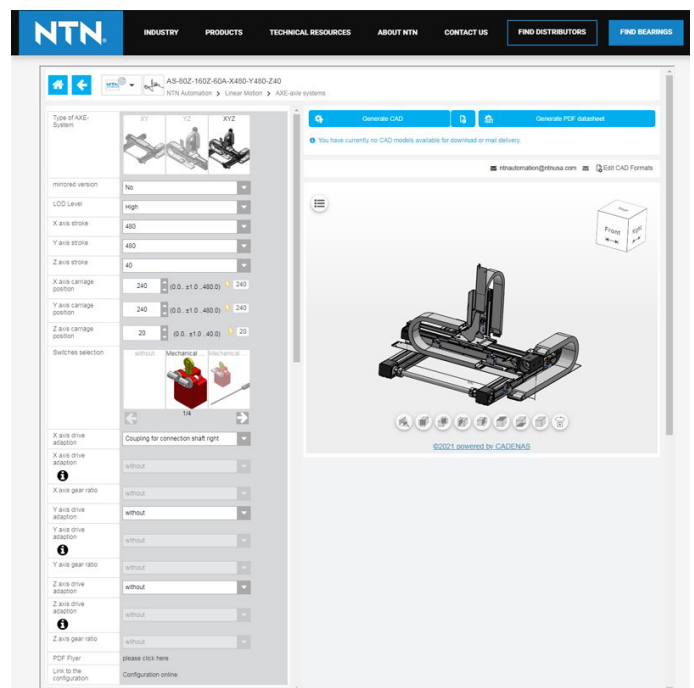 NTN
INDUSTRY
PRODUCTS
TECHNICAL RESOURCES
ABOUT NTN
CONTACT US
FIND DISTRIBUTORS
FIND BEARINGS
AS-80Z-160Z-60A-X480-Y480-Z40
NTN Automation > Linear Motion > AXE-axle systems
Type of AXE-System
XY
YZ
XYZ
mirrored version
No
LOD Level
High
X axis stroke
480
Y axis stroke
480
Z axis stroke
40
X axis carriage position
240
(0.0.. ±1.0 ..480.0)
240
Y axis carriage position
240
(0.0.. ±1.0 ..480.0)
240
Z axis carriage position
20
(0.0.. ±1.0 ..40.0)
20
Switches selection
without
Mechanical ...
Mechanical ...
1/4
X axis drive adaption
Coupling for connection shaft right
X axis drive adaption
without
X axis gear ratio
without
Y axis drive adaption
without
Y axis drive adaption
without
Y axis gear ratio
without
Z axis drive adaption
without
Z axis drive adaption
without
Z axis gear ratio
without
PDF Flyer
please click here
Link to the configuration
Configuration online
Generate CAD
Generate PDF datasheet
You have currently no CAD models available for download or mail delivery.
ntnautomation@ntnusa.com
Edit CAD Formats
Front
Right
©2021 powered by CADENAS